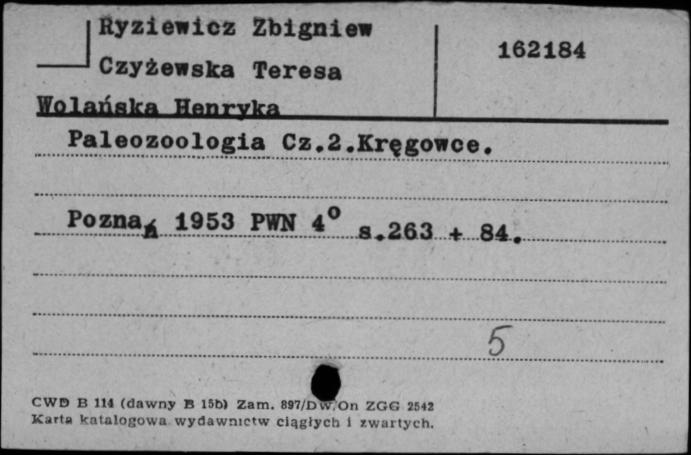 Ryziewicz Zbigniew
162184
Czyżewska Teresa
Wolańska Henryka
Paleozoologia Cz.2.Kręgowce.
Poznań 1953 PWN 4° s.263 + 84.
5
CWD B 114 (dawny B 15b) Zam. 897/DW/On ZGG 2542
Karta katalogowa wydawnictw ciągłych i zwartych.